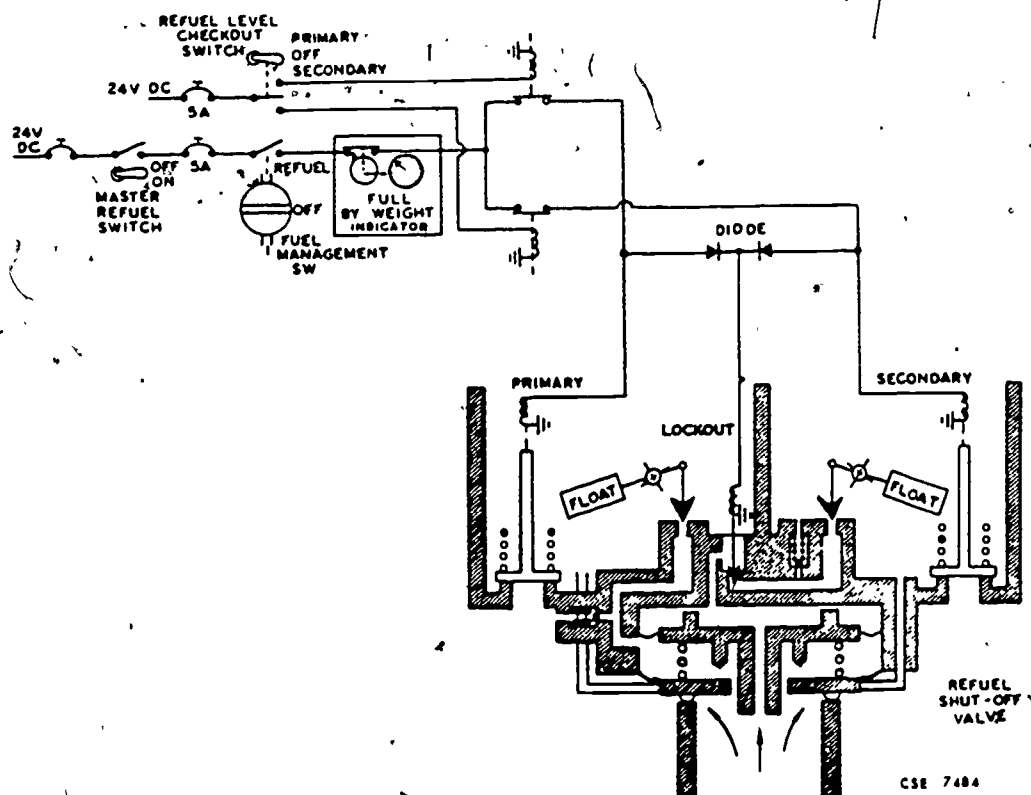 REFUEL LEVEL
CHECKOUT
SWITCH
PRIMARY
OFF
SECONDARY
24V DC
5A
24V
DC
OFF
ON
5A
REFUEL
MASTER
REFUEL
SWITCH
OFF
FUEL
MANAGEMENT
SW
FULL
BY WEIGHT
INDICATOR
DIODE
PRIMARY
SECONDARY
LOCKOUT
FLOAT
FLOAT
REFUEL
SHUT-OFF
VALVE
CSE 7484